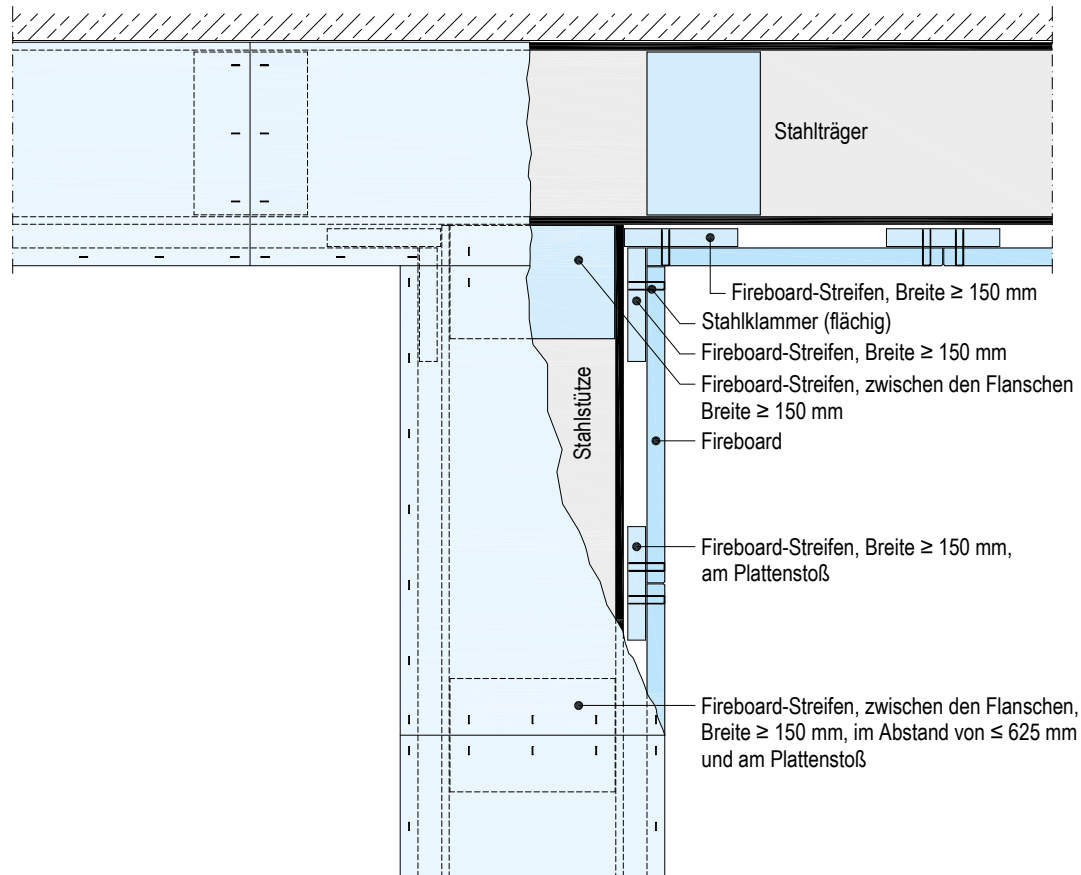 Stahlträger
Fireboard-Streifen, Breite ≥ 150 mm
Stahlklammer (flächig)
Fireboard-Streifen, Breite ≥ 150 mm
Fireboard-Streifen, zwischen den Flanschen
Breite ≥ 150 mm
Stahlstütze
Fireboard
Fireboard-Streifen, Breite ≥ 150 mm,
am Plattenstoß
Fireboard-Streifen, zwischen den Flanschen,
Breite ≥ 150 mm, im Abstand von ≤ 625 mm
und am Plattenstoß